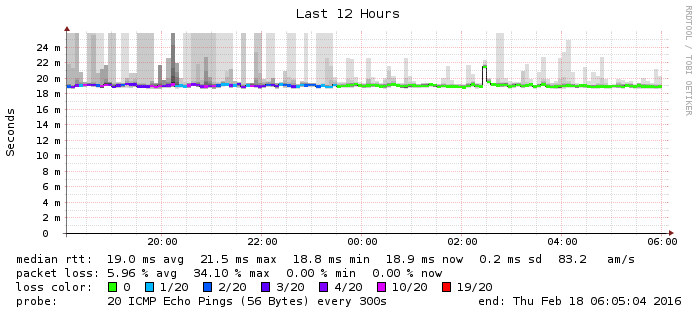 Last 12 Hours
RRDTOOL / TOBI OETIKER
Seconds
24 m
22 m
20 m
18 m
16 m
14 m
12 m
10 m
8 m
6 m
4 m
2 m
0
20:00 22:00 00:00 02:00 04:00 06:00
median rtt: 19.0 ms avg 21.5 ms max 18.8 ms min 18.9 ms now 0.2 ms sd 83.2 am/s
packet loss: 5.96 % avg 34.10 % max 0.00 % min 0.00 % now
loss color: 0 1/20 2/20 3/20 4/20 10/20 19/20
probe: 20 ICMP Echo Pings (56 Bytes) every 300s end: Thu Feb 18 06:05:04 2016